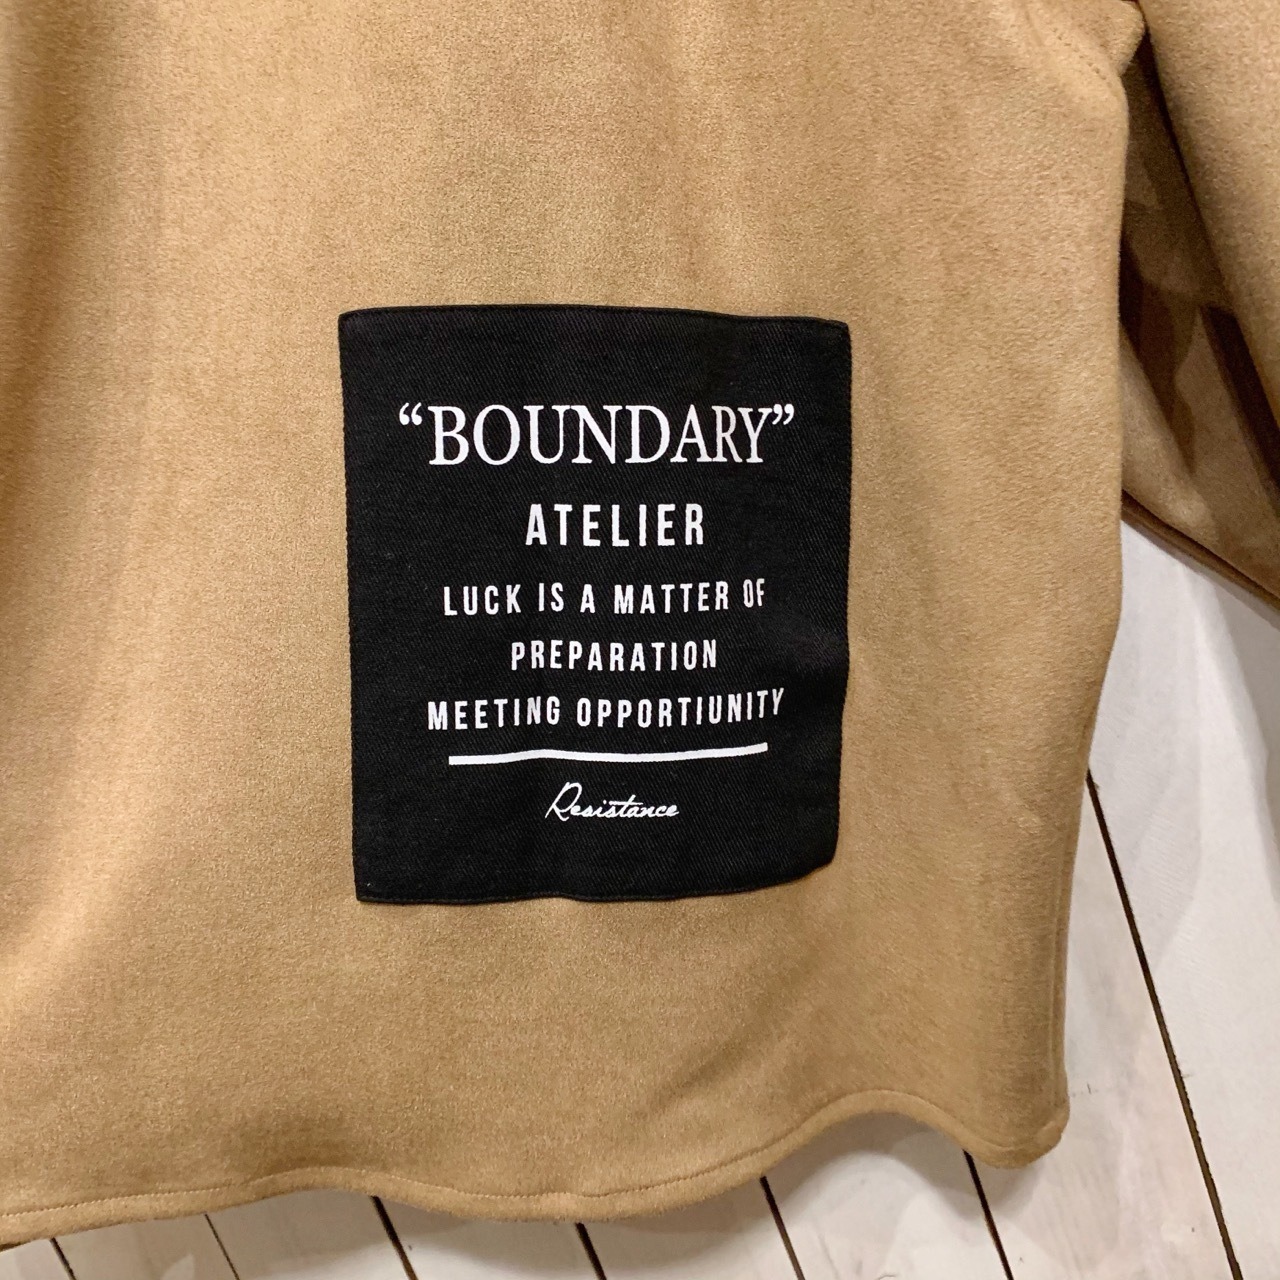 “BOUNDARY”
ATELIER
LUCK IS A MATTER OF
PREPARATION
MEETING OPPORTIUNITY
Resistance